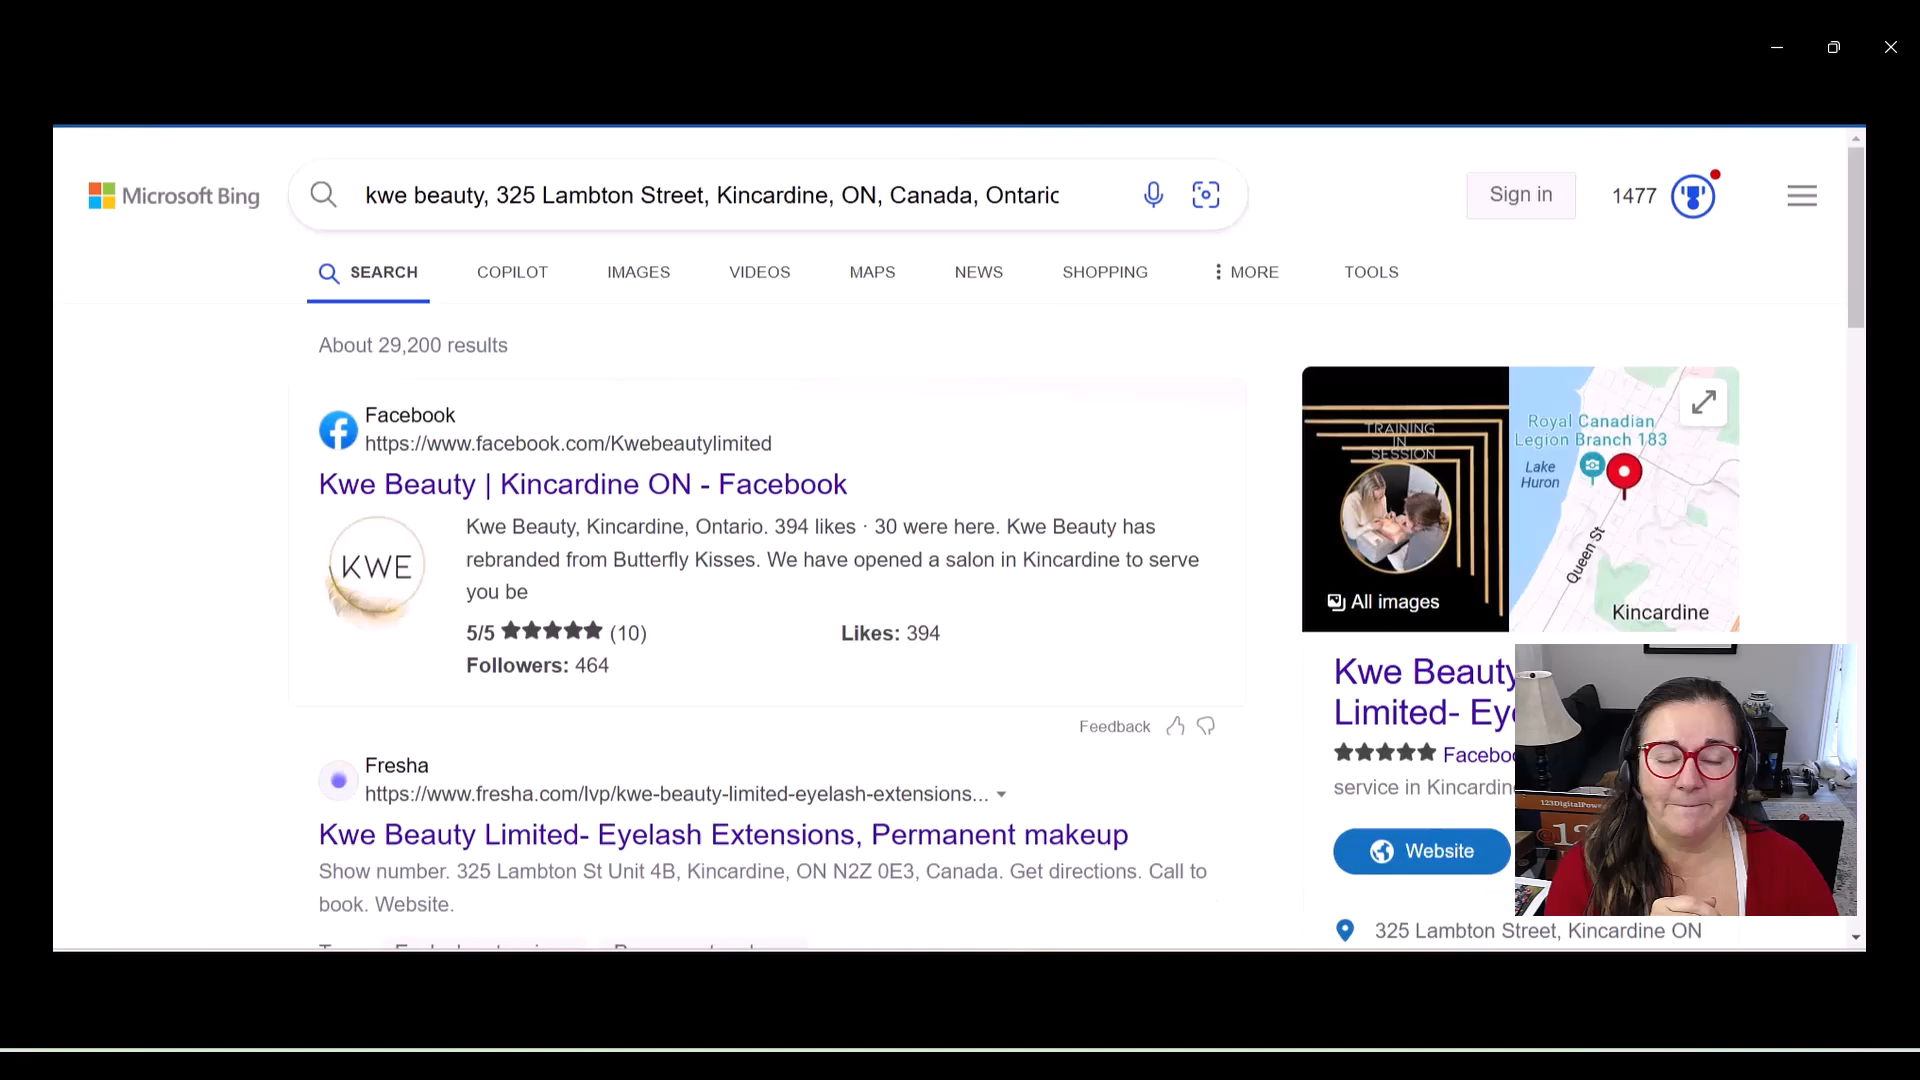 Microsoft Bing
kwe beauty, 325 Lambton Street, Kincardine, ON, Canada, Ontario
Sign in
1477
SEARCH
COPILOT
IMAGES
VIDEOS
MAPS
NEWS
SHOPPING
MORE
TOOLS
About 29,200 results
Facebook
https://www.facebook.com/Kwebeautylimited
Kwe Beauty | Kincardine ON - Facebook
KWE
Kwe Beauty, Kincardine, Ontario. 394 likes · 30 were here. Kwe Beauty has
rebranded from Butterfly Kisses. We have opened a salon in Kincardine to serve
you be
5/5 ★★★★★ (10)
Likes: 394
Followers: 464
Feedback
Fresha
https://www.fresha.com/lvp/kwe-beauty-limited-eyelash-extensions...
Kwe Beauty Limited- Eyelash Extensions, Permanent makeup
Show number. 325 Lambton St Unit 4B, Kincardine, ON N2Z 0E3, Canada. Get directions. Call to
book. Website.
TRAINING
IN
SESSION
All images
Royal Canadian
Legion Branch 183
Lake
Huron
Queen St
Kincardine
Kwe Beauty
Limited-
★★★★★
service in
Website
325 Lambton Street, Kincardine ON